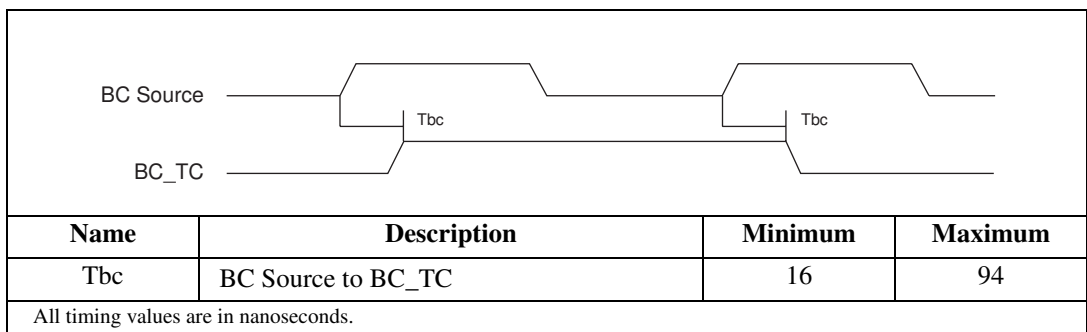 BC Source
Tbc Tbc
BC_TC
Name Description Minimum Maximum
Tbc BC Source to BC_TC 16 94
All timing values are in nanoseconds.